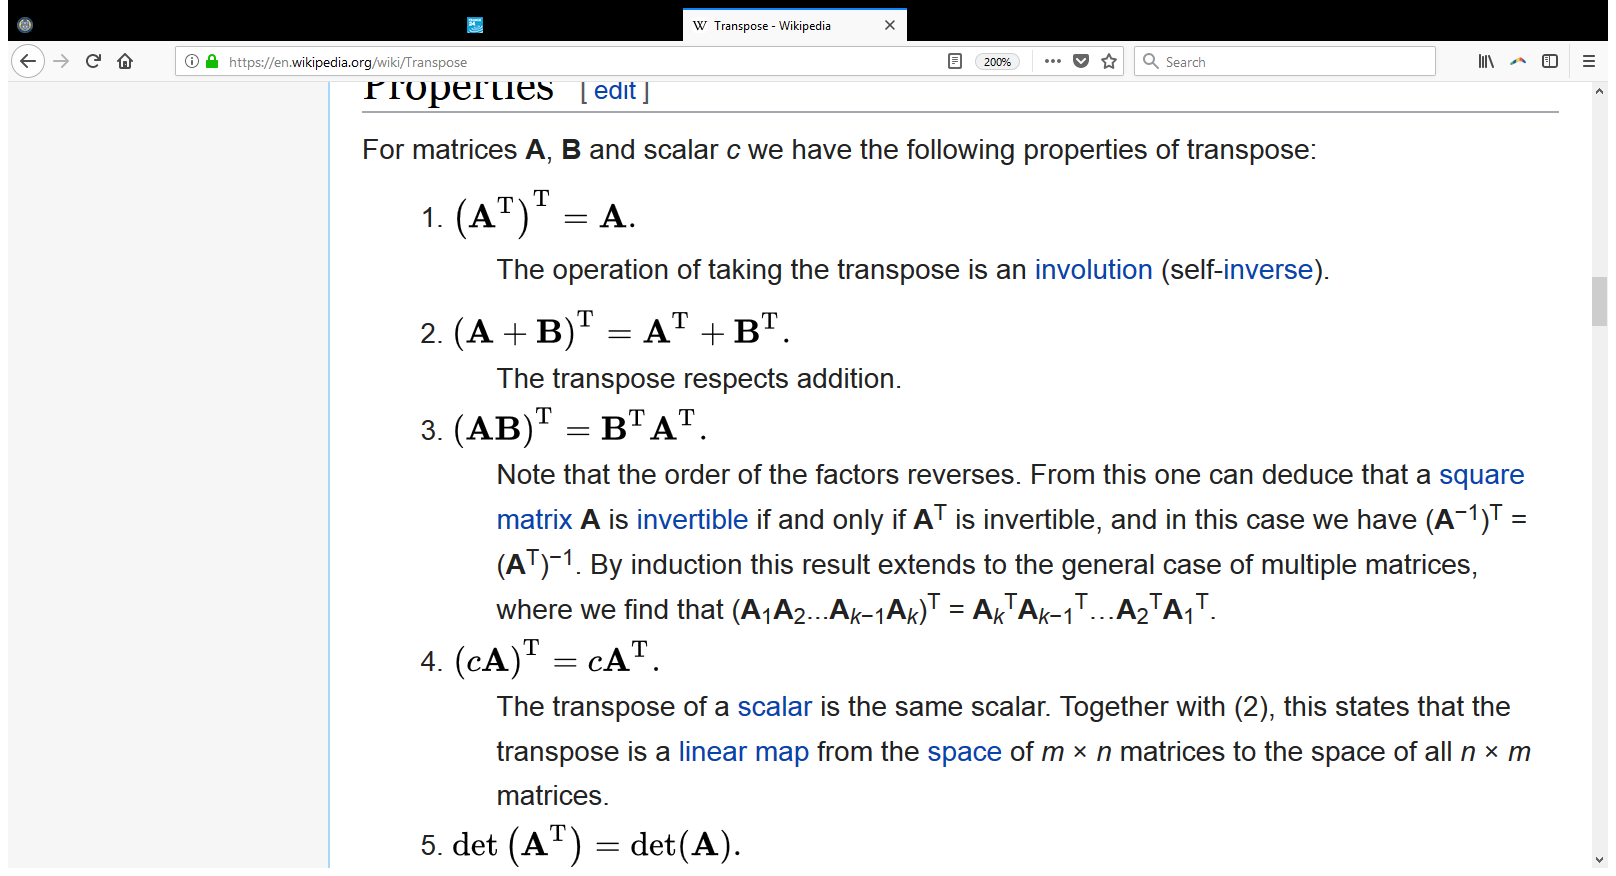 Transpose - Wikipedia
https://en.wikipedia.org/wiki/Transpose
200%
Search
Properties [ edit ]
For matrices A, B and scalar c we have the following properties of transpose:
1. (Aᵀ)ᵀ = A.
The operation of taking the transpose is an involution (self-inverse).
2. (A + B)ᵀ = Aᵀ + Bᵀ.
The transpose respects addition.
3. (AB)ᵀ = BᵀAᵀ.
Note that the order of the factors reverses. From this one can deduce that a square
matrix A is invertible if and only if Aᵀ is invertible, and in this case we have (A⁻¹)ᵀ =
(Aᵀ)⁻¹. By induction this result extends to the general case of multiple matrices,
where we find that (A₁A₂...Aₖ₋₁Aₖ)ᵀ = AₖᵀAₖ₋₁ᵀ…A₂ᵀA₁ᵀ.
4. (cA)ᵀ = cAᵀ.
The transpose of a scalar is the same scalar. Together with (2), this states that the
transpose is a linear map from the space of m × n matrices to the space of all n × m
matrices.
5. det (Aᵀ) = det(A).